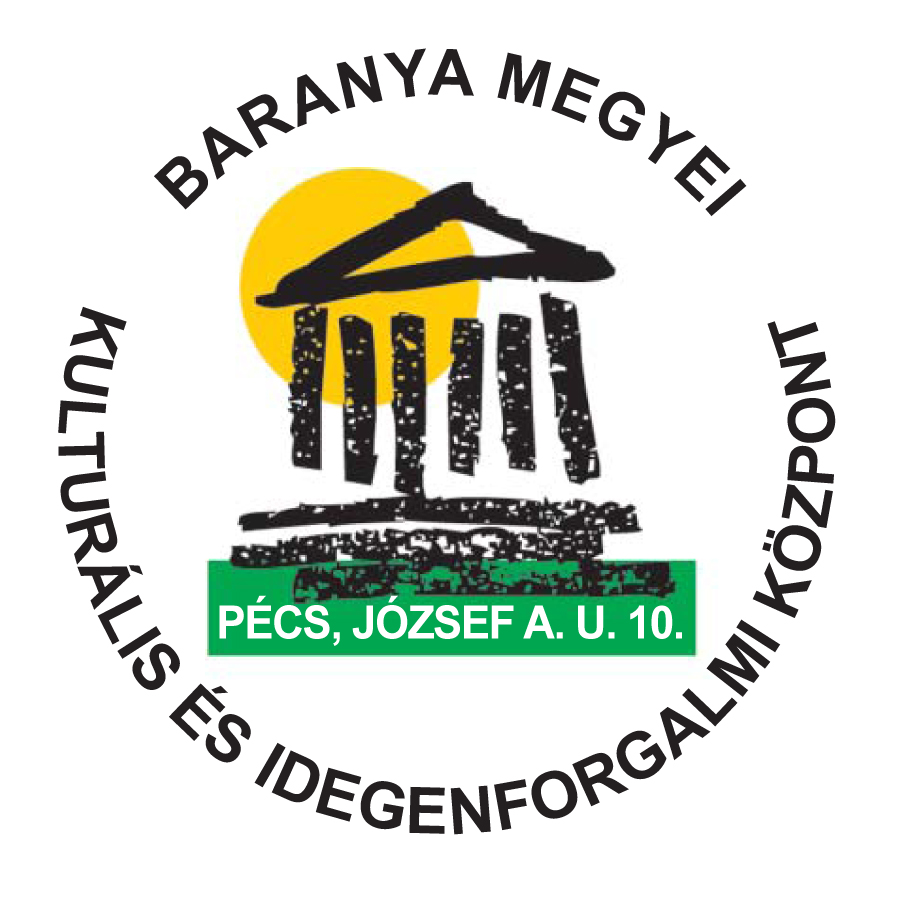 BARANYA MEGYEI
KULTURÁLIS ÉS IDEGENFORGALMI KÖZPONT
PÉCS, JÓZSEF A. U. 10.